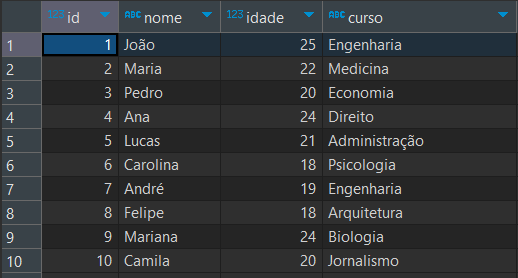 123 id ABC nome 123 idade ABC curso
1 1 João 25 Engenharia
2 2 Maria 22 Medicina
3 3 Pedro 20 Economia
4 4 Ana 24 Direito
5 5 Lucas 21 Administração
6 6 Carolina 18 Psicologia
7 7 André 19 Engenharia
8 8 Felipe 18 Arquitetura
9 9 Mariana 24 Biologia
10 10 Camila 20 Jornalismo